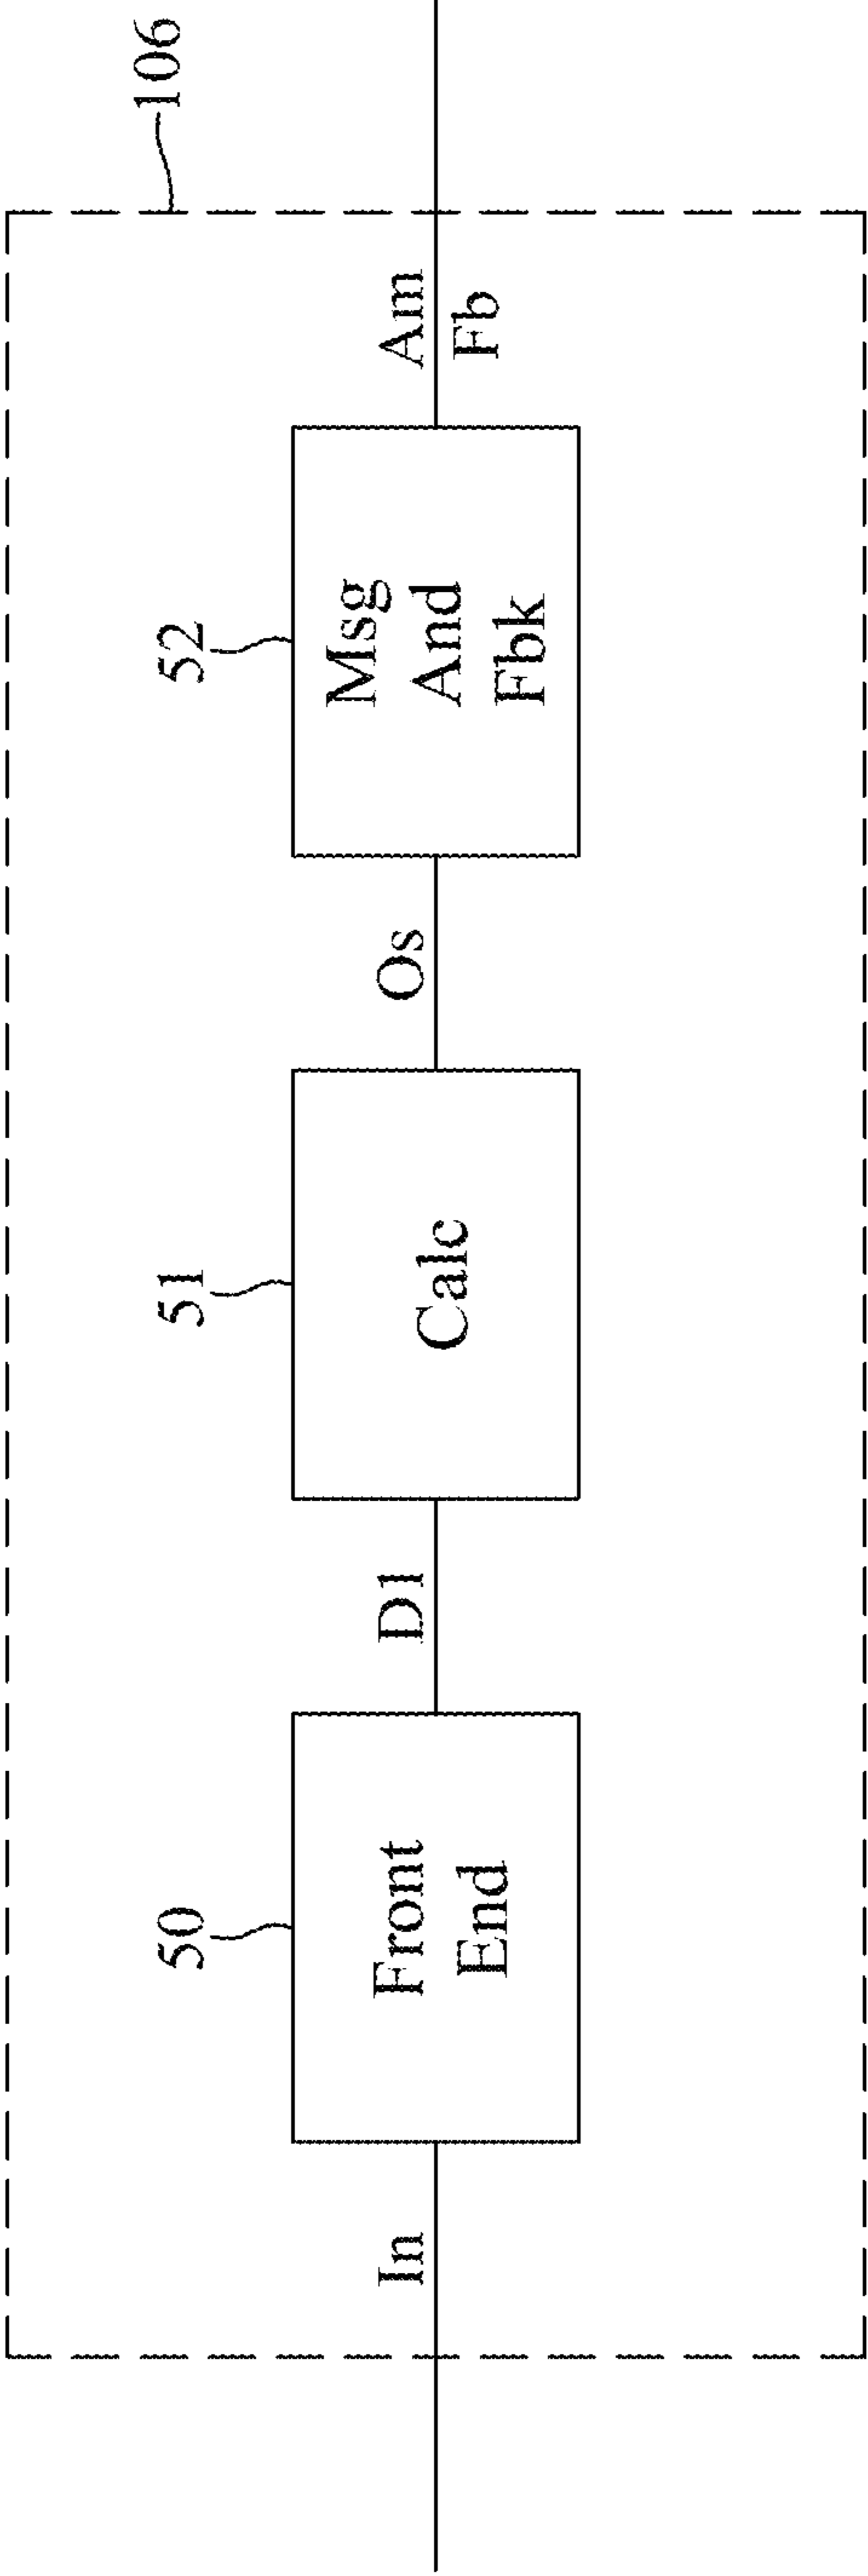 106
50
51
52
In
Front
End
D1
Calc
Os
Msg
And
Fbk
Am
Fb